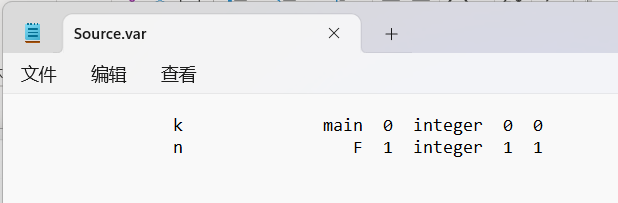 Source.var
文件 编辑 查看
k main 0 integer 0 0
n F 1 integer 1 1